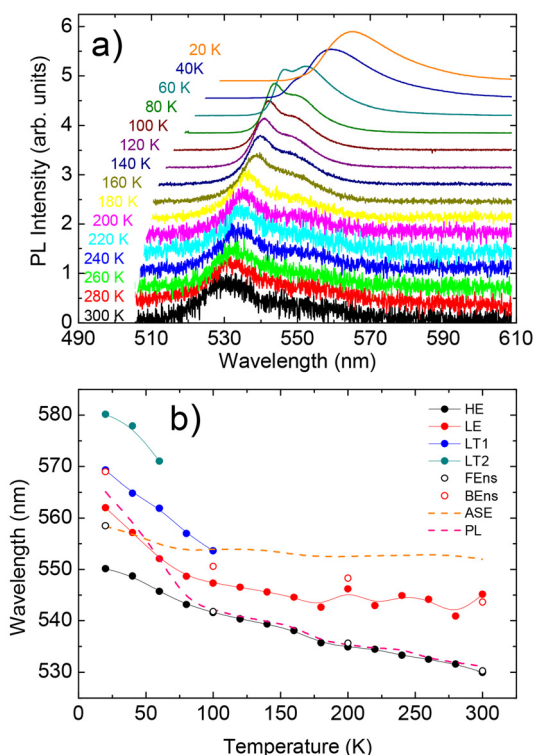 a)
PL Intensity (arb. units)
6
5
4
3
2
1
0
20 K
40K
60 K
80 K
100 K
120 K
140 K
160 K
180 K
200 K
220 K
240 K
260 K
280 K
300 K
490 510 530 550 570 590 610
Wavelength (nm)
b)
HE
LE
LT1
LT2
FEns
BEns
ASE
PL
Wavelength (nm)
580
570
560
550
540
530
0 50 100 150 200 250 300
Temperature (K)